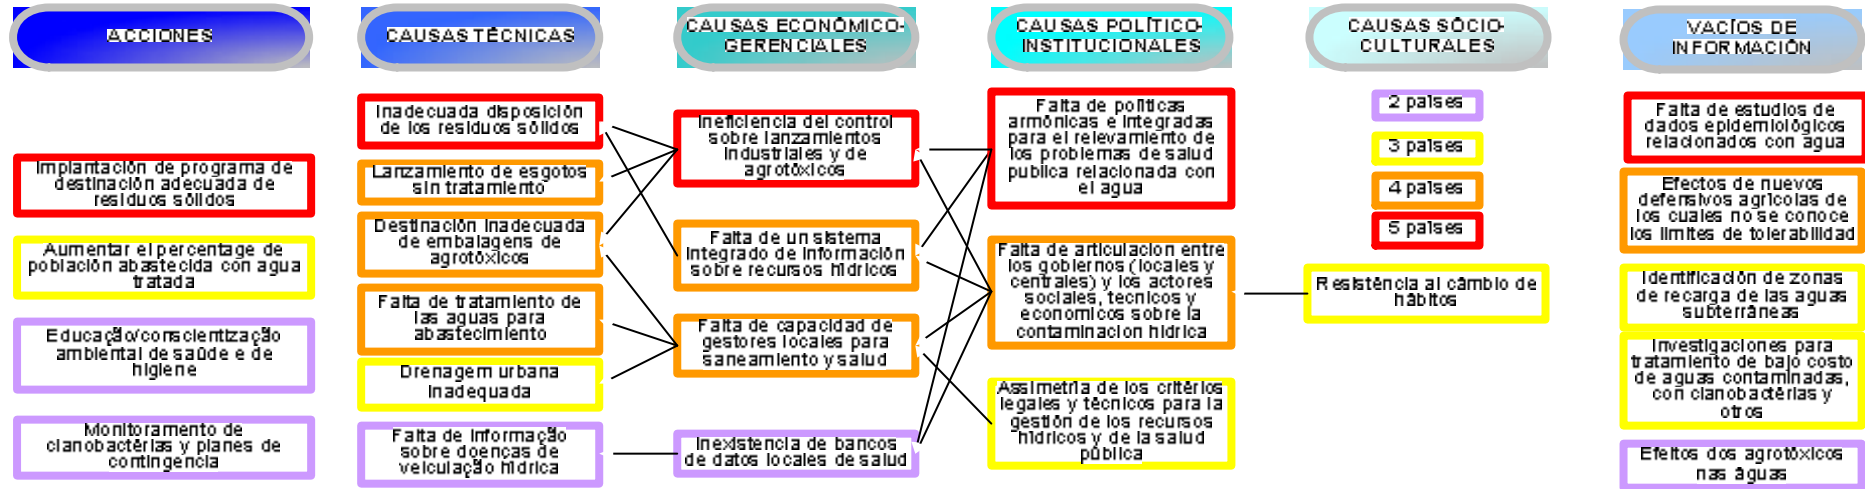 ACCIONES
Implantación de programa de
destinación adecuada de
residuos sólidos
Aumentar el percentage de
población abastecida con agua
tratada
Educação/conscientização
ambiental de saúde e de
higiene
Monitoramento de
cianobactérias y planes de
contingencia
CAUSAS TÉCNICAS
Inadecuada disposición
de los residuos sólidos
Lanzamiento de esgotos
sin tratamiento
Destinación inadecuada
de embalagens de
agrotóxicos
Falta de tratamiento de
las aguas para
abastecimiento
Drenagem urbana
inadequada
Falta de informação
sobre doencas de
veiculação hídrica
CAUSAS ECONÔMICO-
GERENCIALES
Ineficiencia del control
sobre lanzamientos
industriales y de
agrotóxicos
Falta de un sistema
integrado de información
sobre recursos hídricos
Falta de capacidad de
gestores locales para
saneamiento y salud
Inexistencia de bancos
de datos locales de salud
CAUSAS POLÍTICO-
INSTITUCIONALES
Falta de políticas
armónicas e integradas
para el relevamiento de
los problemas de salud
publica relacionada con
el agua
Falta de articulacion entre
los gobiernos (locales y
centrales) y los actores
sociales, tecnicos y
economicos sobre la
contaminacion hidrica
Assimetría de los critérios
legales y técnicos para la
gestión de los recursos
hídricos y de la salud
pública
CAUSAS SÓCIO-
CULTURALES
2 países
3 países
4 países
5 países
Resistência al câmbio de
hábitos
VACÍOS DE
INFORMACIÓN
Falta de estudios de
dados epidemiológicos
relacionados con agua
Efectos de nuevos
defensivos agrícolas de
los cuales no se conoce
los limites de tolerabilidad
Identificación de zonas
de recarga de las aguas
subterrâneas
Investigaciones para
tratamiento de bajo costo
de aguas contaminadas,
con cianobactérias y
otros
Efeitos dos agrotóxicos
nas águas